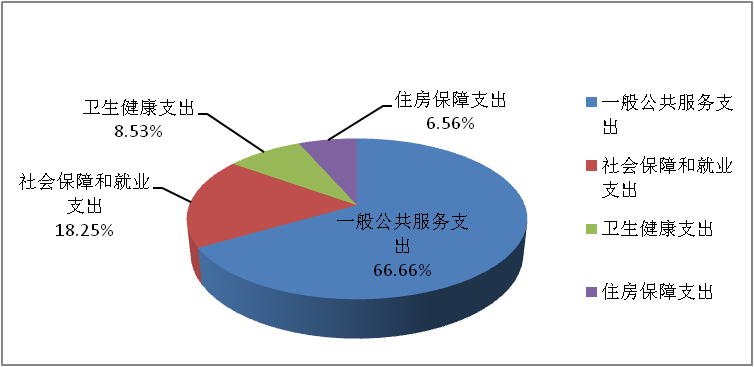 卫生健康支出
8.53%
住房保障支出
6.56%
社会保障和就业
支出
18.25%
一般公共服务支
出
66.66%
一般公共服务支
出
社会保障和就业
支出
卫生健康支出
住房保障支出